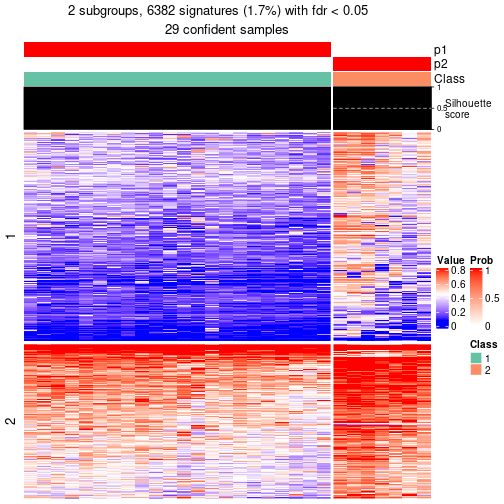 2 subgroups, 6382 signatures (1.7%) with fdr < 0.05
29 confident samples
p1
p2
Class
1
0.5
0
Silhouette
score
1
2
Value
0.8
0.6
0.4
0.2
0
Prob
1
0.5
0
Class
1
2